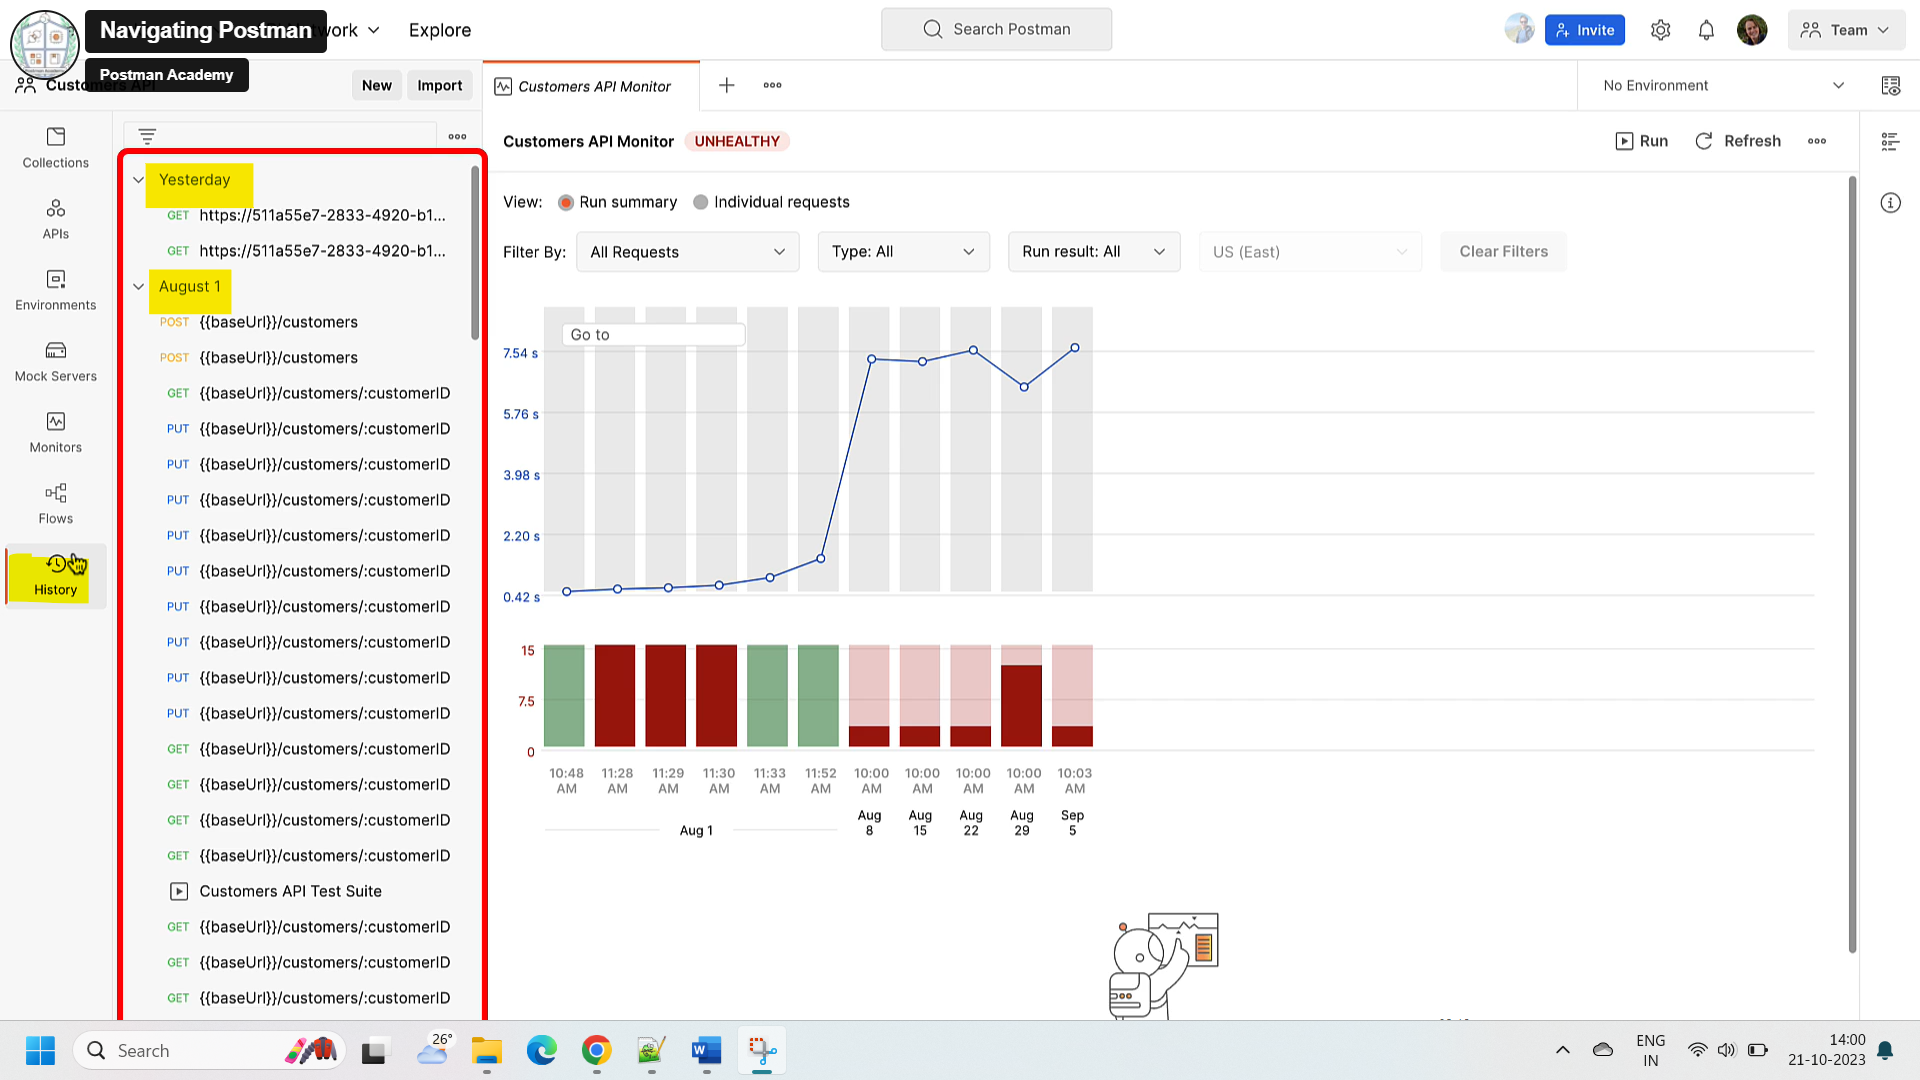 Navigating Postman
work
Explore
Search Postman
Invite
Team
Postman Academy
Customers API
New
Import
Customers API Monitor
No Environment
Collections
APIs
Environments
Mock Servers
Monitors
Flows
History
Yesterday
GET https://511a55e7-2833-4920-b1...
GET https://511a55e7-2833-4920-b1...
August 1
POST {{baseUrl}}/customers
POST {{baseUrl}}/customers
GET {{baseUrl}}/customers/:customerID
PUT {{baseUrl}}/customers/:customerID
PUT {{baseUrl}}/customers/:customerID
PUT {{baseUrl}}/customers/:customerID
PUT {{baseUrl}}/customers/:customerID
PUT {{baseUrl}}/customers/:customerID
PUT {{baseUrl}}/customers/:customerID
PUT {{baseUrl}}/customers/:customerID
PUT {{baseUrl}}/customers/:customerID
PUT {{baseUrl}}/customers/:customerID
GET {{baseUrl}}/customers/:customerID
GET {{baseUrl}}/customers/:customerID
GET {{baseUrl}}/customers/:customerID
GET {{baseUrl}}/customers/:customerID
Customers API Test Suite
GET {{baseUrl}}/customers/:customerID
GET {{baseUrl}}/customers/:customerID
GET {{baseUrl}}/customers/:customerID
Customers API Monitor UNHEALTHY
Run
Refresh
View: Run summary Individual requests
Filter By: All Requests Type: All Run result: All US (East) Clear Filters
Go to
7.54 s
5.76 s
3.98 s
2.20 s
0.42 s
15
7.5
0
10:48 11:28 11:29 11:30 11:33 11:52 10:00 10:00 10:00 10:00 10:03
AM AM AM AM AM AM AM AM AM AM AM
Aug Aug Aug Aug Sep
Aug 1 8 15 22 29 5
Search
26°
ENG
IN
14:00
21-10-2023